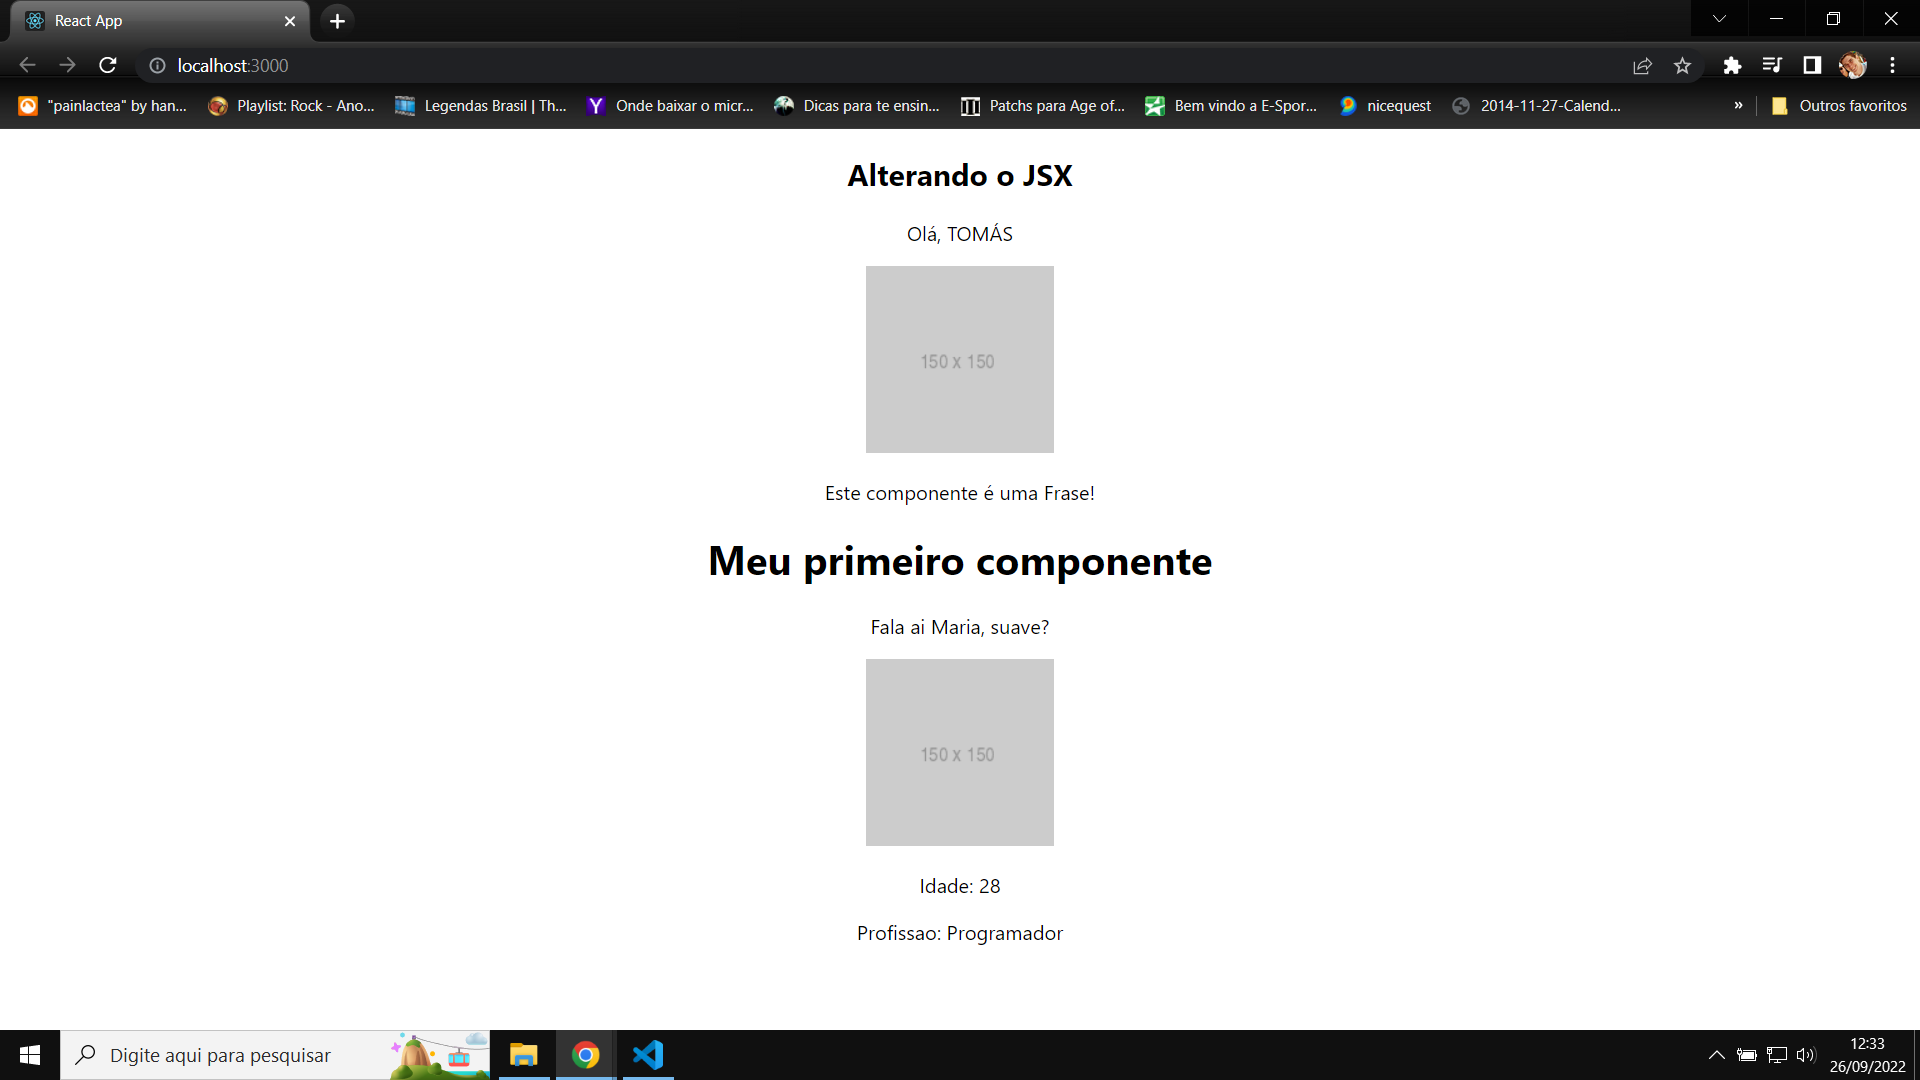 React App
localhost:3000
"painlactea" by han... Playlist: Rock - Ano... Legendas Brasil | Th... Onde baixar o micr... Dicas para te ensin... Patchs para Age of... Bem vindo a E-Spor... nicequest 2014-11-27-Calend... » Outros favoritos
Alterando o JSX
Olá, TOMÁS
150 x 150
Este componente é uma Frase!
Meu primeiro componente
Fala ai Maria, suave?
150 x 150
Idade: 28
Profissao: Programador
Digite aqui para pesquisar
12:33
26/09/2022